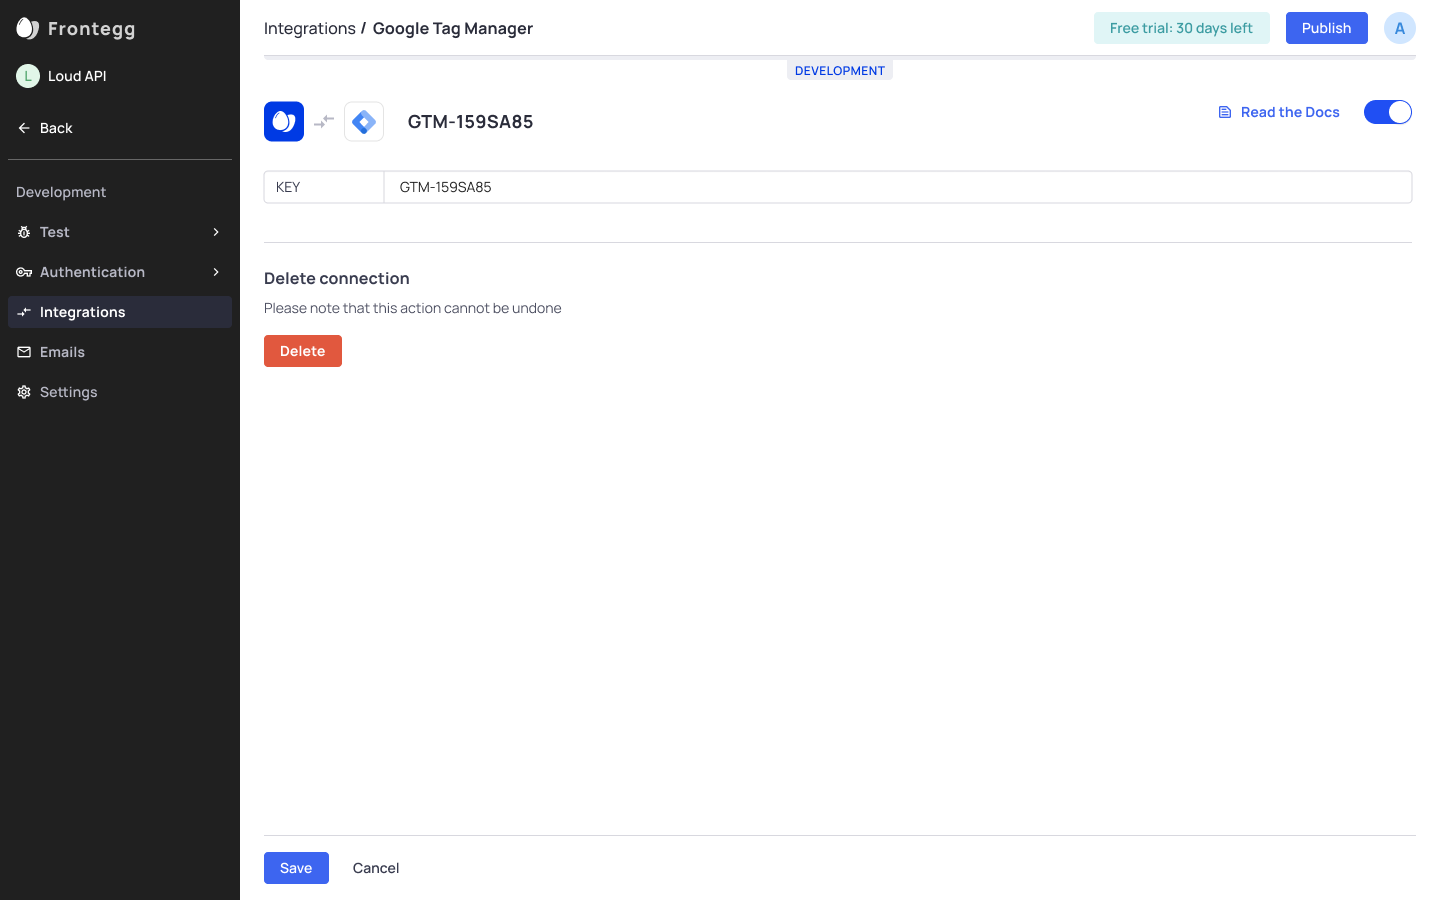 Frontegg
L
Loud API
Back
Development
Test
Authentication
Integrations
Emails
Settings
Integrations / Google Tag Manager
Free trial: 30 days left
Publish
A
DEVELOPMENT
GTM-159SA85
Read the Docs
KEY
GTM-159SA85
Delete connection
Please note that this action cannot be undone
Delete
Save
Cancel